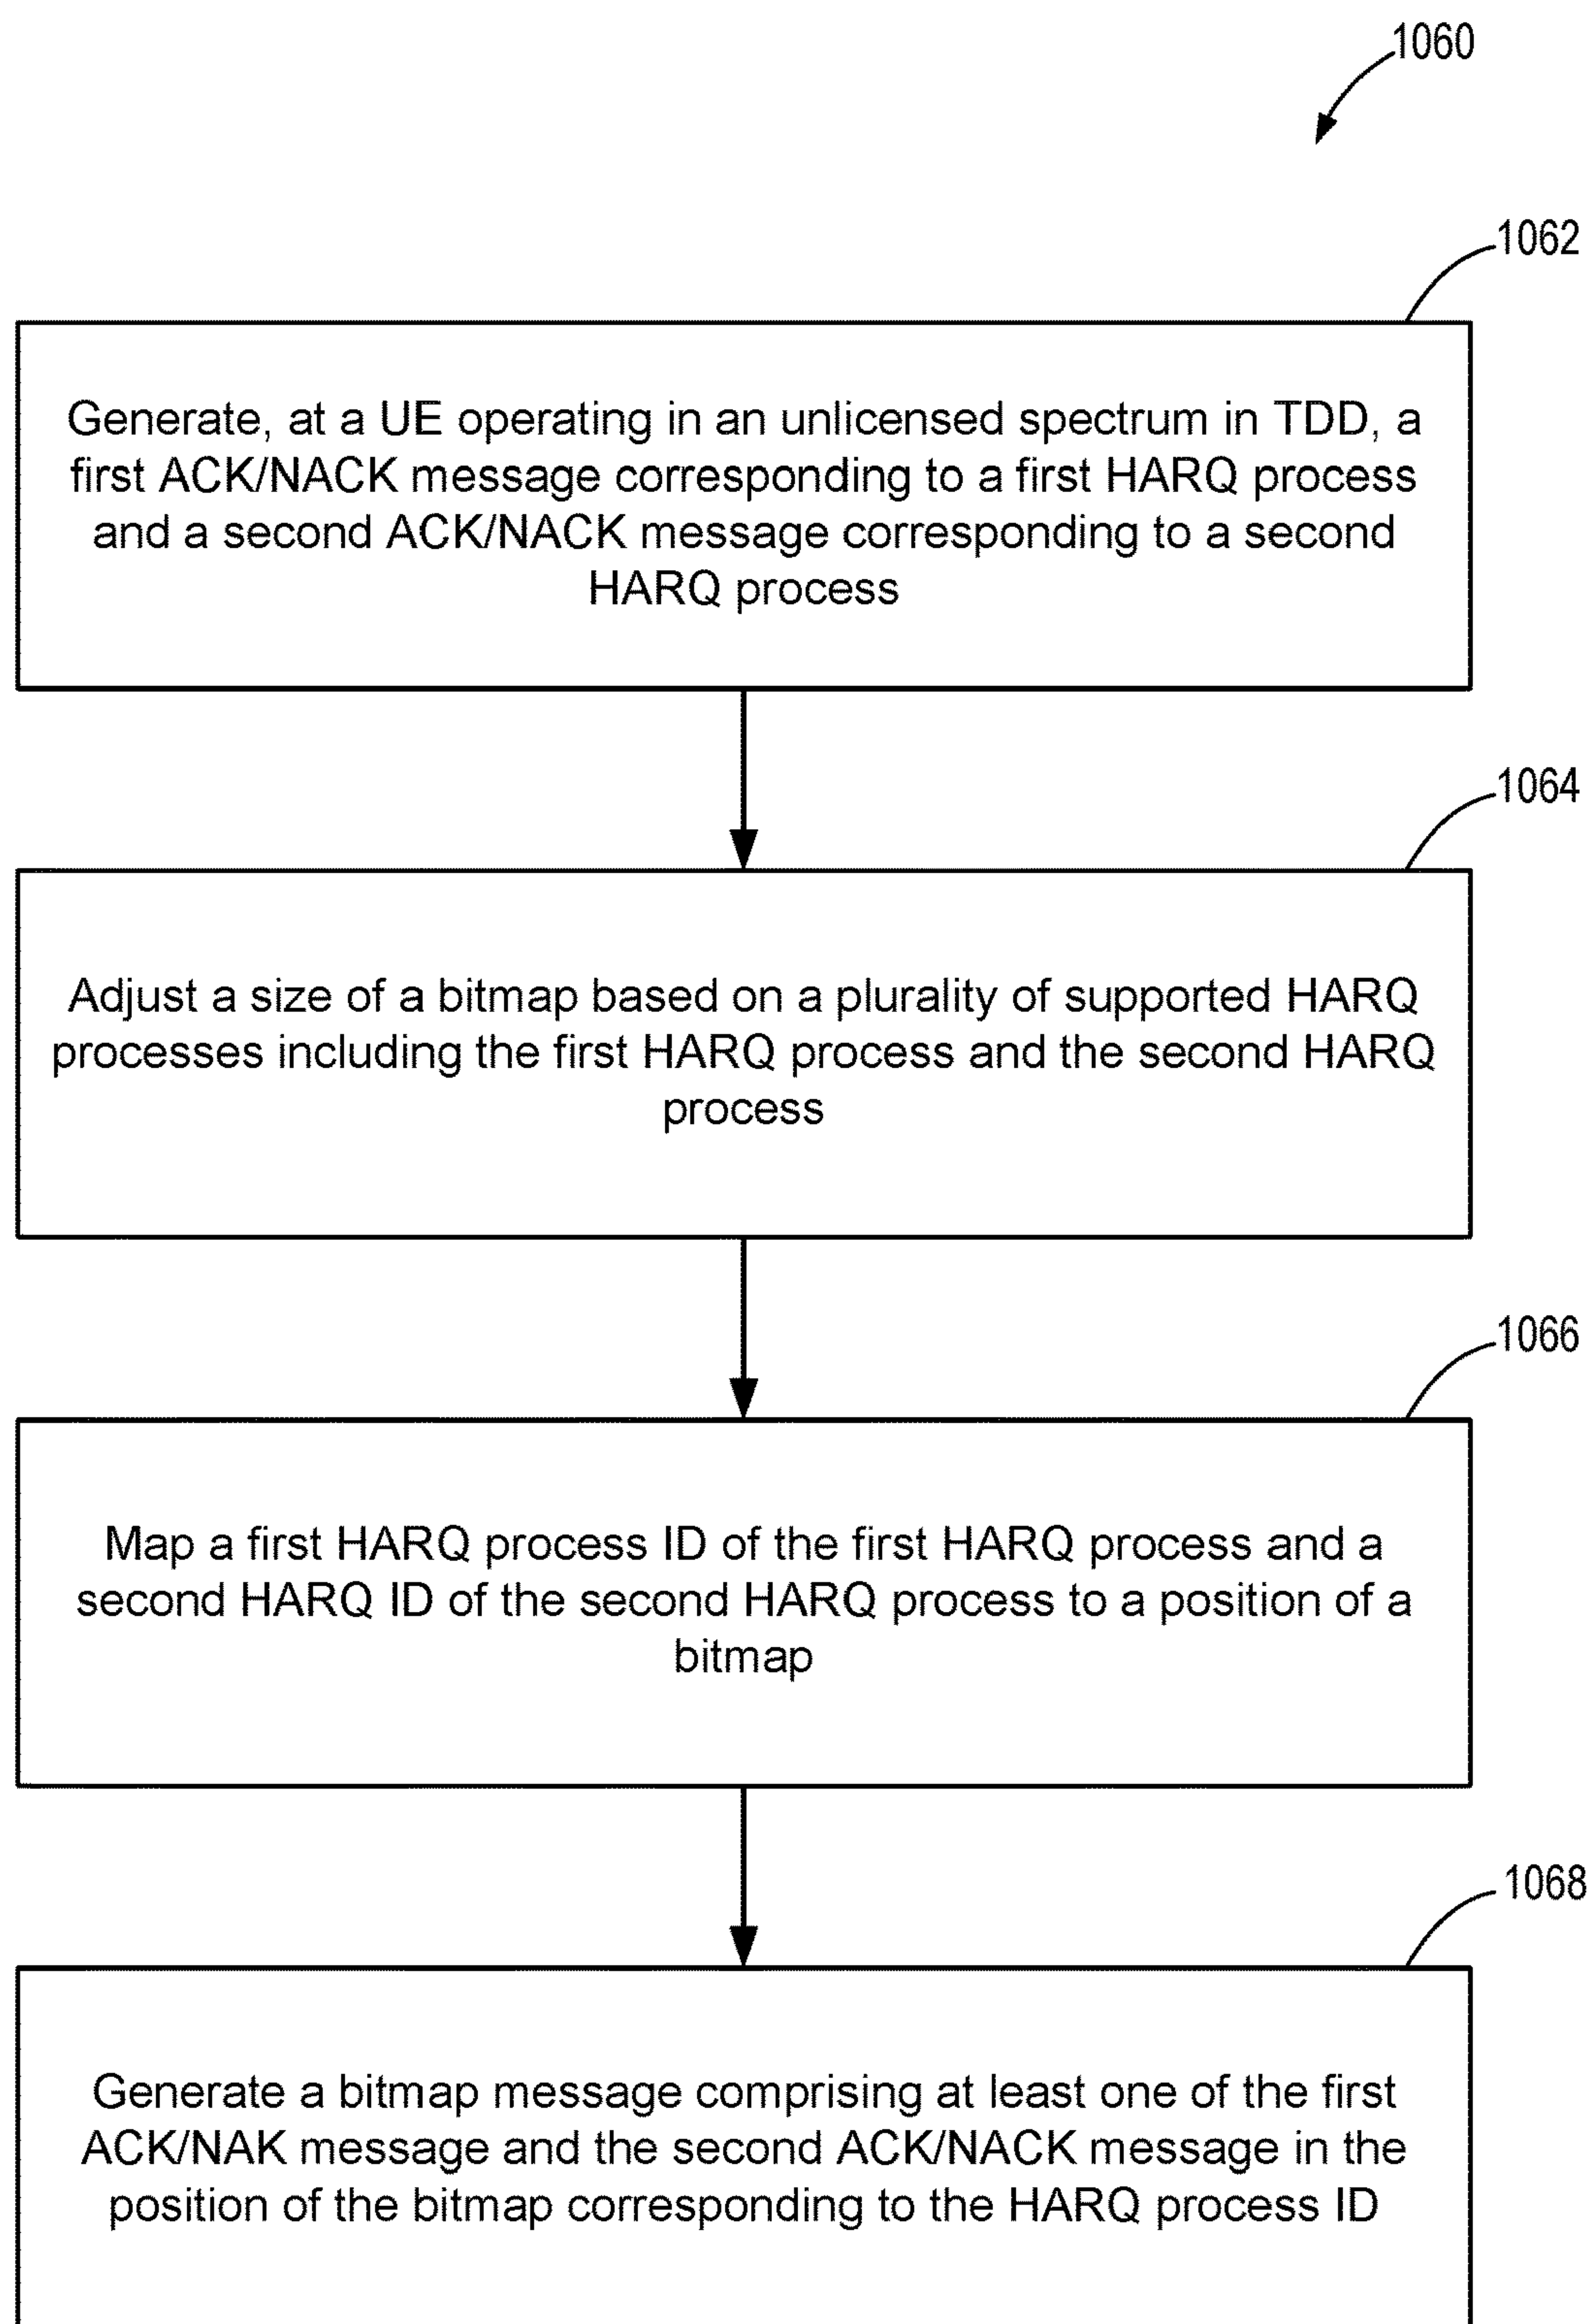 1060
1062
Generate, at a UE operating in an unlicensed spectrum in TDD, a
first ACK/NACK message corresponding to a first HARQ process
and a second ACK/NACK message corresponding to a second
HARQ process
1064
Adjust a size of a bitmap based on a plurality of supported HARQ
processes including the first HARQ process and the second HARQ
process
1066
Map a first HARQ process ID of the first HARQ process and a
second HARQ ID of the second HARQ process to a position of a
bitmap
1068
Generate a bitmap message comprising at least one of the first
ACK/NAK message and the second ACK/NACK message in the
position of the bitmap corresponding to the HARQ process ID